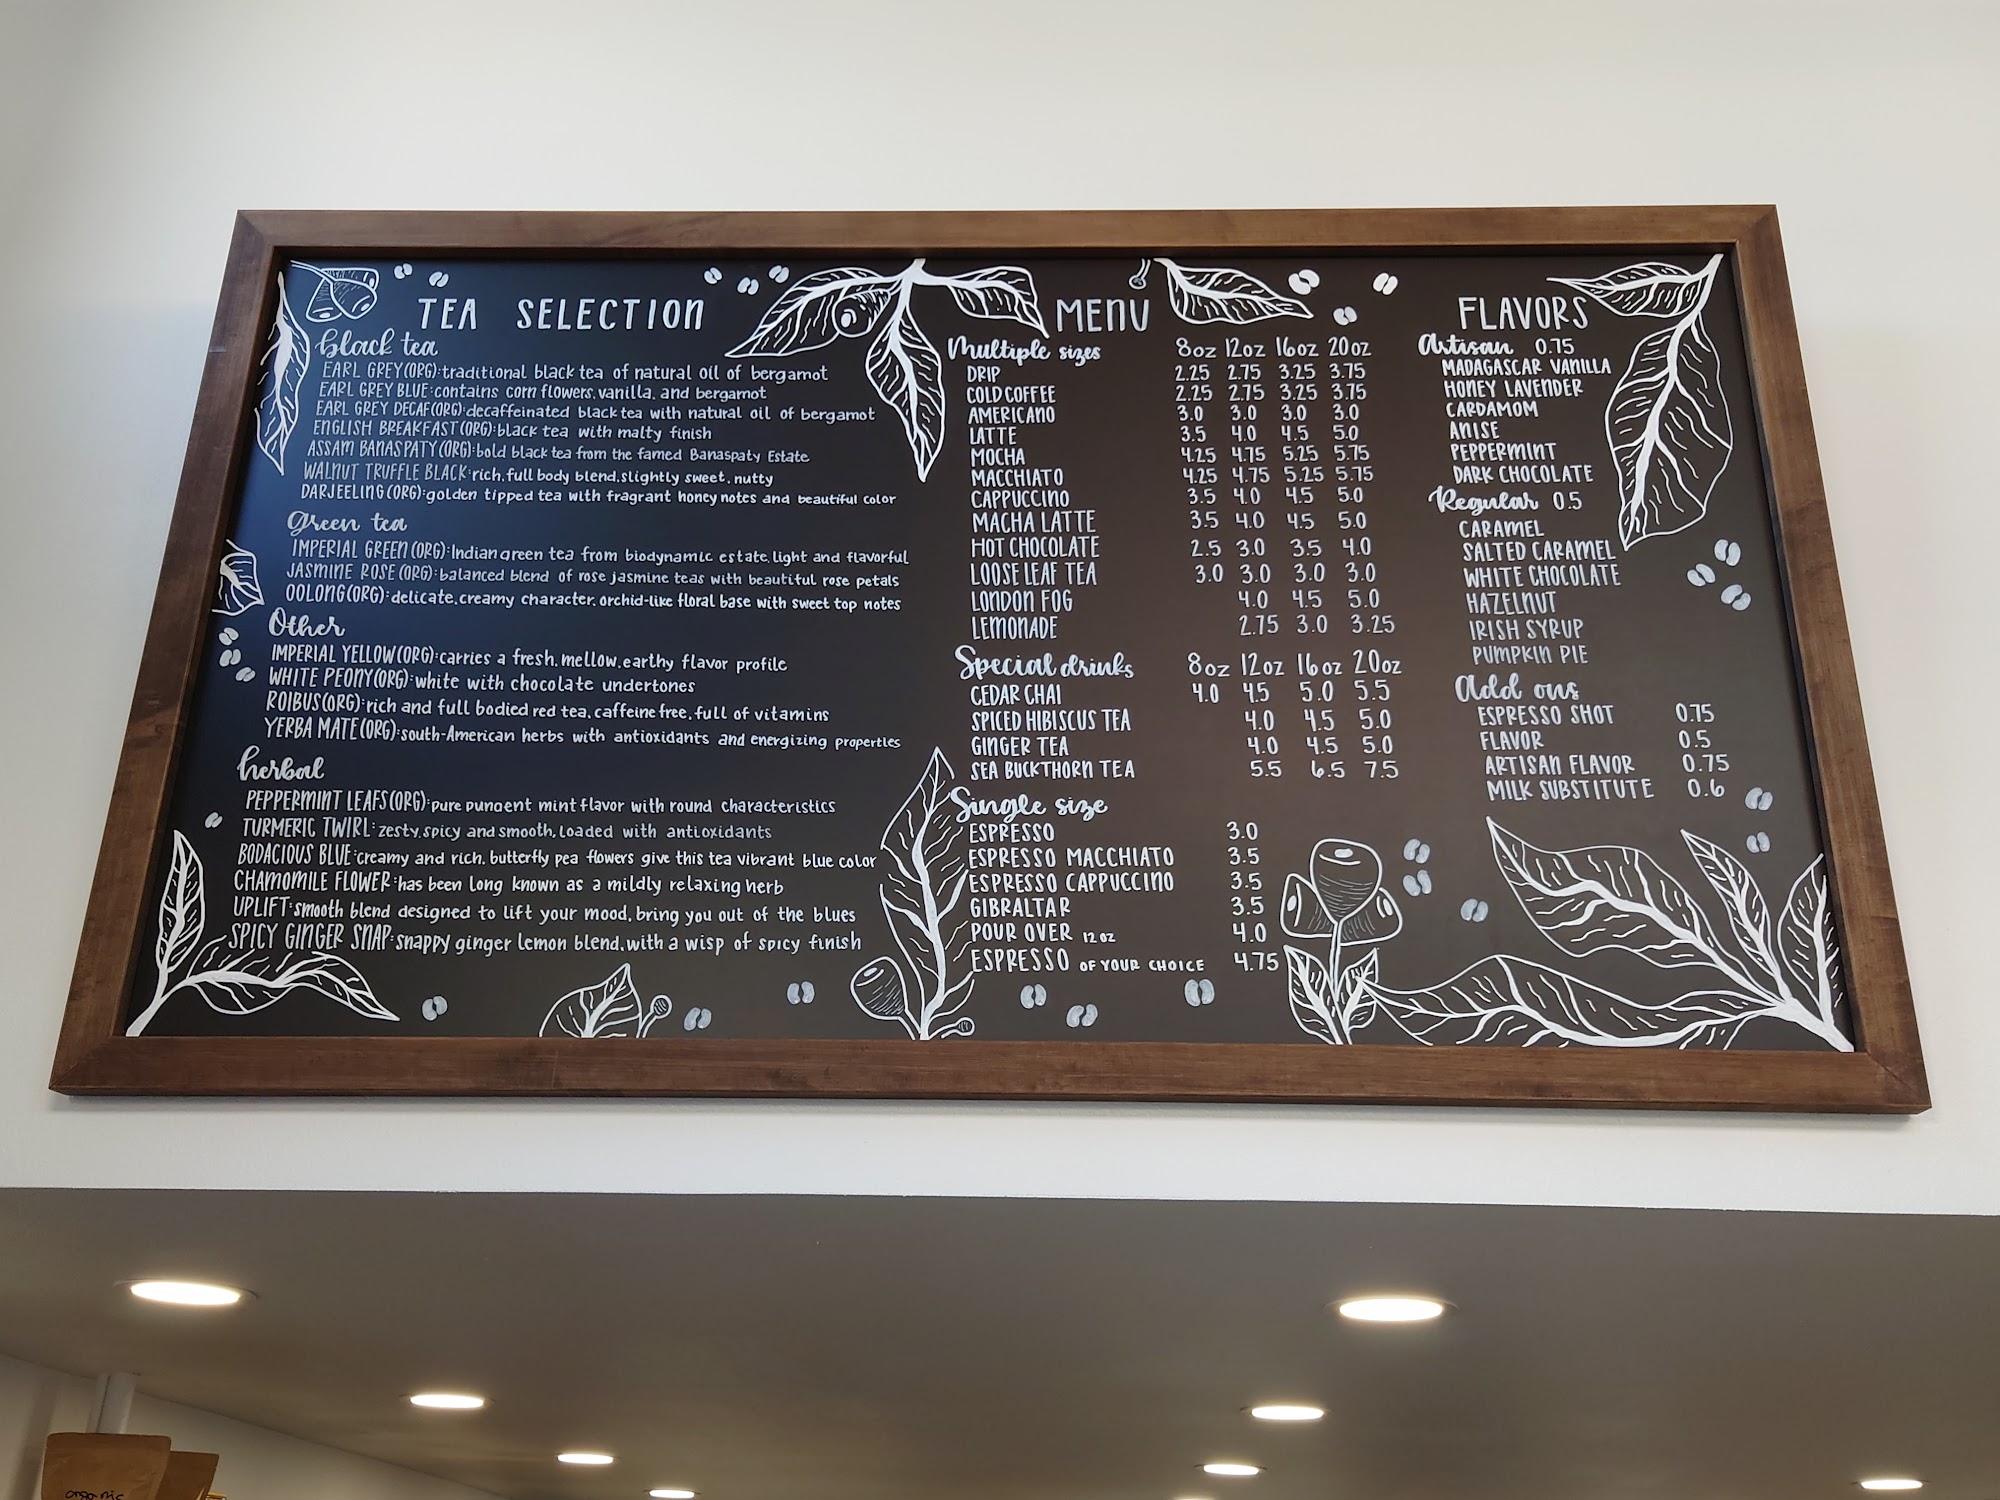 TEA SELECTION
black tea
EARL GREY (ORG): traditional black tea of natural oil of bergamot
EARL GREY BLUE: contains corn flowers, vanilla, and bergamot
EARL GREY DECAF (ORG): decaffeinated black tea with natural oil of bergamot
ENGLISH BREAKFAST (ORG): black tea with malty finish
ASSAM BANASPATY (ORG): bold black tea from the famed Banaspaty Estate
WALNUT TRUFFLE BLACK: rich, full body blend, slightly sweet, nutty
DARJEELING (ORG): golden tipped tea with fragrant honey notes and beautiful color
Green tea
IMPERIAL GREEN (ORG): Indian green tea from biodynamic estate, light and flavorful
JASMINE ROSE (ORG): balanced blend of rose jasmine teas with beautiful rose petals
OOLONG (ORG): delicate, creamy character, orchid-like floral base with sweet top notes
Other
IMPERIAL YELLOW (ORG): carries a fresh, mellow, earthy flavor profile
WHITE PEONY (ORG): white with chocolate undertones
ROIBUS (ORG): rich and full bodied red tea, caffeine free, full of vitamins
YERBA MATE (ORG): south-American herbs with antioxidants and energizing properties
herbal
PEPPERMINT LEAFS (ORG): pure pungent mint flavor with round characteristics
TURMERIC TWIRL: zesty, spicy and smooth, loaded with antioxidants
BODACIOUS BLUE: creamy and rich, butterfly pea flowers give this tea vibrant blue color
CHAMOMILE FLOWER: has been long known as a mildly relaxing herb
UPLIFT: smooth blend designed to lift your mood, bring you out of the blues
SPICY GINGER SNAP: snappy ginger lemon blend, with a wisp of spicy finish
MENU
Multiple sizes 8oz 12oz 16oz 20oz
DRIP 2.25 2.75 3.25 3.75
COLD COFFEE 2.25 2.75 3.25 3.75
AMERICANO 3.0 3.0 3.0 3.0
LATTE 3.5 4.0 4.5 5.0
MOCHA 4.25 4.75 5.25 5.75
MACCHIATO 4.25 4.75 5.25 5.75
CAPPUCCINO 3.5 4.0 4.5 5.0
MACHA LATTE 3.5 4.0 4.5 5.0
HOT CHOCOLATE 2.5 3.0 3.5 4.0
LOOSE LEAF TEA 3.0 3.0 3.0 3.0
LONDON FOG 4.0 4.5 5.0
LEMONADE 2.75 3.0 3.25
Special drinks 8oz 12oz 16oz 20oz
CEDAR CHAI 4.0 4.5 5.0 5.5
SPICED HIBISCUS TEA 4.0 4.5 5.0
GINGER TEA 4.0 4.5 5.0
SEA BUCKTHORN TEA 5.5 6.5 7.5
Single size
ESPRESSO 3.0
ESPRESSO MACCHIATO 3.5
ESPRESSO CAPPUCCINO 3.5
GIBRALTAR 3.5
POUR OVER 12oz 4.0
ESPRESSO OF YOUR CHOICE 4.75
FLAVORS
Artisan 0.75
MADAGASCAR VANILLA
HONEY LAVENDER
CARDAMOM
ANISE
PEPPERMINT
DARK CHOCOLATE
Regular 0.5
CARAMEL
SALTED CARAMEL
WHITE CHOCOLATE
HAZELNUT
IRISH SYRUP
PUMPKIN PIE
Add ons
ESPRESSO SHOT 0.75
FLAVOR 0.5
ARTISAN FLAVOR 0.75
MILK SUBSTITUTE 0.6
organic